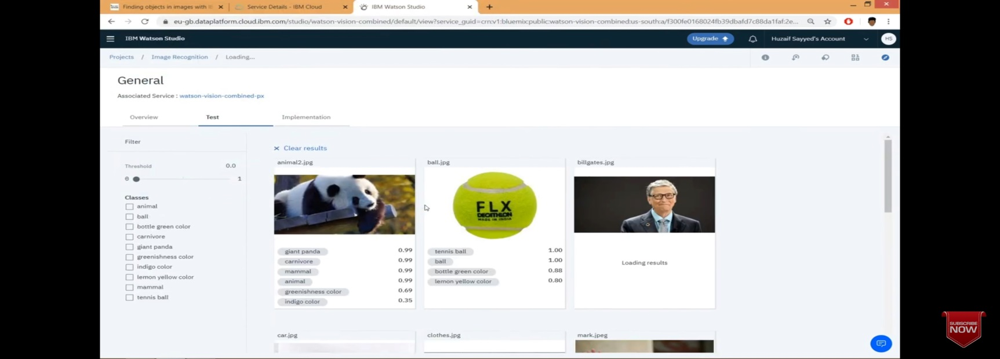 Finding objects in images with
Service Details - IBM Cloud
IBM Watson Studio
eu-gb.dataplatform.cloud.ibm.com/studio/watson-vision-combined/default/view?service_guid=crn:v1:bluemix:public:watson-vision-combined:us-south:a/f300fe0168024fb39dbafd7c88da1faf:2e...
IBM Watson Studio
Upgrade
Huzaif Sayyed's Account
HS
Projects / Image Recognition / Loading...
General
Associated Service : watson-vision-combined-px
Overview
Test
Implementation
Filter
Threshold 0.0
0 1
Classes
animal
ball
bottle green color
carnivore
giant panda
greenishness color
indigo color
lemon yellow color
mammal
tennis ball
× Clear results
animal2.jpg
giant panda 0.99
carnivore 0.99
mammal 0.99
animal 0.99
greenishness color 0.69
indigo color 0.35
ball.jpg
FLX
DECATHLON
MADE IN INDIA
tennis ball 1.00
ball 1.00
bottle green color 0.88
lemon yellow color 0.80
billgates.jpg
Loading results
car.jpg
clothes.jpg
mark.jpeg
SUBSCRIBE
NOW